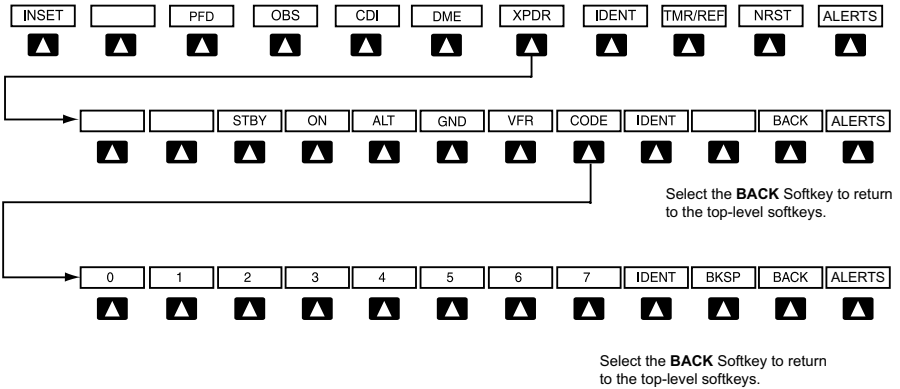 INSET PFD OBS CDI DME XPDR IDENT TMR/REF NRST ALERTS
STBY ON ALT GND VFR CODE IDENT BACK ALERTS
Select the BACK Softkey to return
to the top-level softkeys.
0 1 2 3 4 5 6 7 IDENT BKSP BACK ALERTS
Select the BACK Softkey to return
to the top-level softkeys.